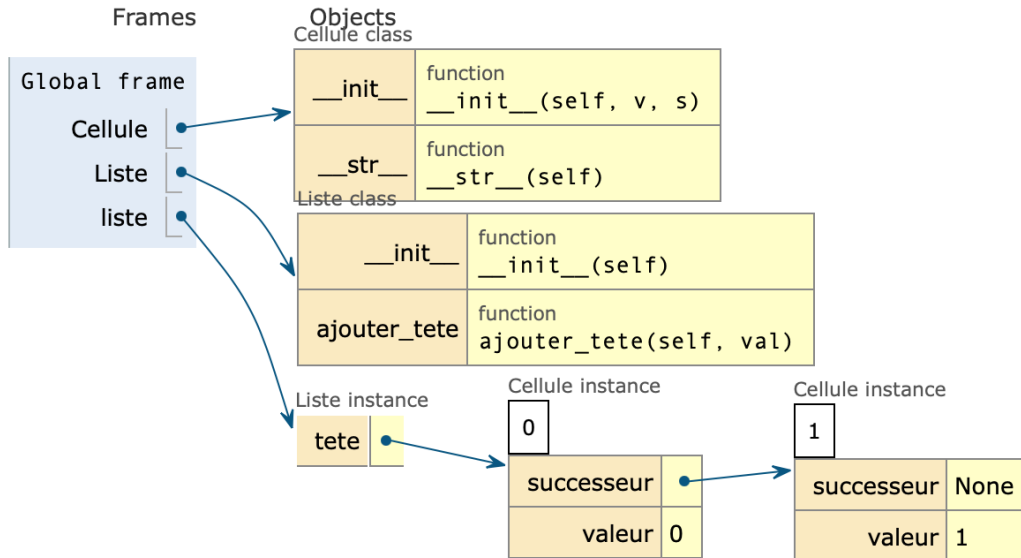 Frames
Objects
Global frame
Cellule
Liste
liste
Cellule class
__init__
function
__init__(self, v, s)
__str__
function
__str__(self)
Liste class
__init__
function
__init__(self)
ajouter_tete
function
ajouter_tete(self, val)
Liste instance
tete
Cellule instance
0
successeur
valeur 0
Cellule instance
1
successeur None
valeur 1